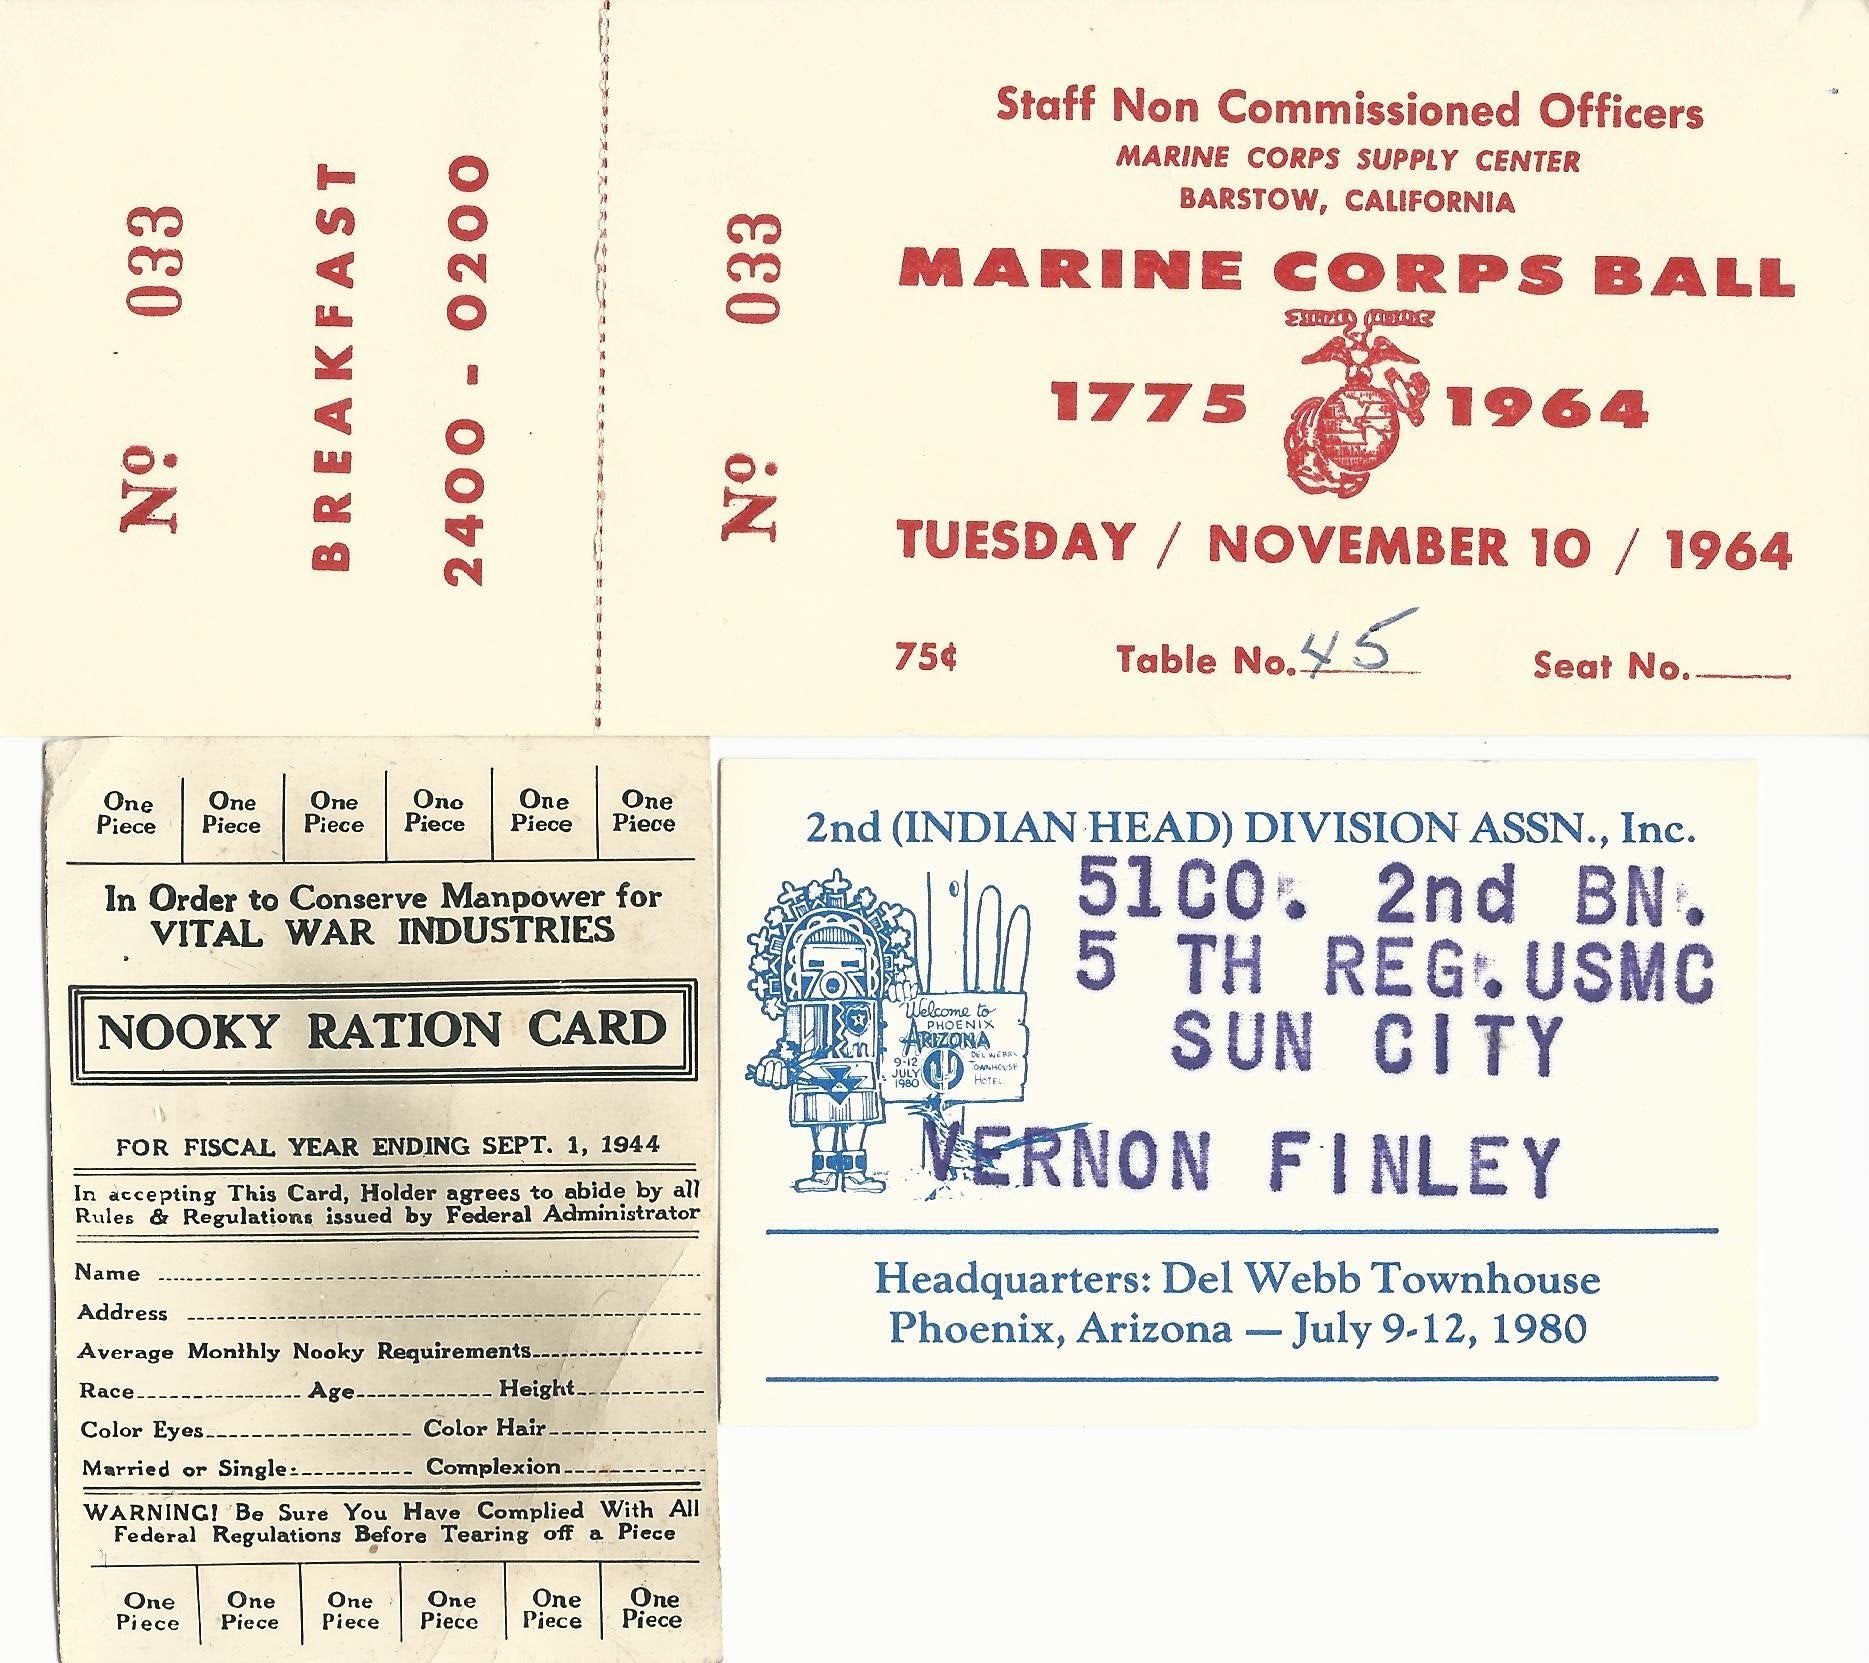 Nº. 033
BREAKFAST
2400 - 0200
Nº. 033
Staff Non Commissioned Officers
MARINE CORPS SUPPLY CENTER
BARSTOW, CALIFORNIA
MARINE CORPS BALL
1775 1964
TUESDAY / NOVEMBER 10 / 1964
75¢ Table No. 45 Seat No.
One One One One One One
Piece Piece Piece Piece Piece Piece
In Order to Conserve Manpower for
VITAL WAR INDUSTRIES
NOOKY RATION CARD
FOR FISCAL YEAR ENDING SEPT. 1, 1944
In accepting This Card, Holder agrees to abide by all
Rules & Regulations issued by Federal Administrator
Name
Address
Average Monthly Nooky Requirements
Race Age Height
Color Eyes Color Hair
Married or Single: Complexion
WARNING! Be Sure You Have Complied With All
Federal Regulations Before Tearing off a Piece
One One One One One One
Piece Piece Piece Piece Piece Piece
2nd (INDIAN HEAD) DIVISION ASSN., Inc.
51CO. 2nd BN.
5 TH REG. USMC
SUN CITY
VERNON FINLEY
Welcome to
PHOENIX
ARIZONA
9-12
JULY
1980
DEL WEBB
TOWNHOUSE
HOTEL
Headquarters: Del Webb Townhouse
Phoenix, Arizona — July 9-12, 1980